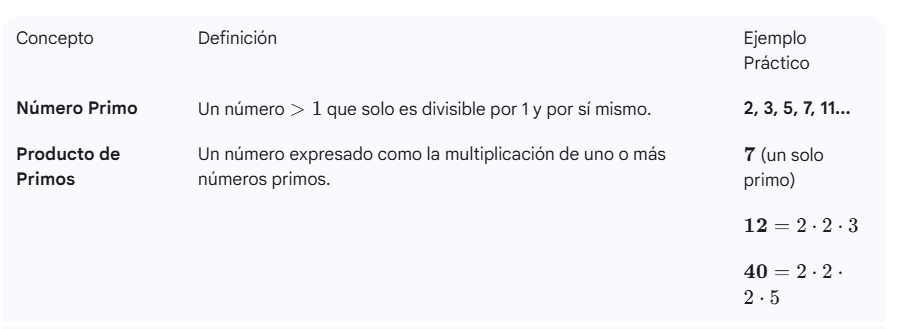 Concepto
Definición
Ejemplo
Práctico
Número Primo
Un número > 1 que solo es divisible por 1 y por sí mismo.
2, 3, 5, 7, 11...
Producto de
Primos
Un número expresado como la multiplicación de uno o más
números primos.
7 (un solo
primo)
12 = 2 · 2 · 3
40 = 2 · 2 ·
2 · 5